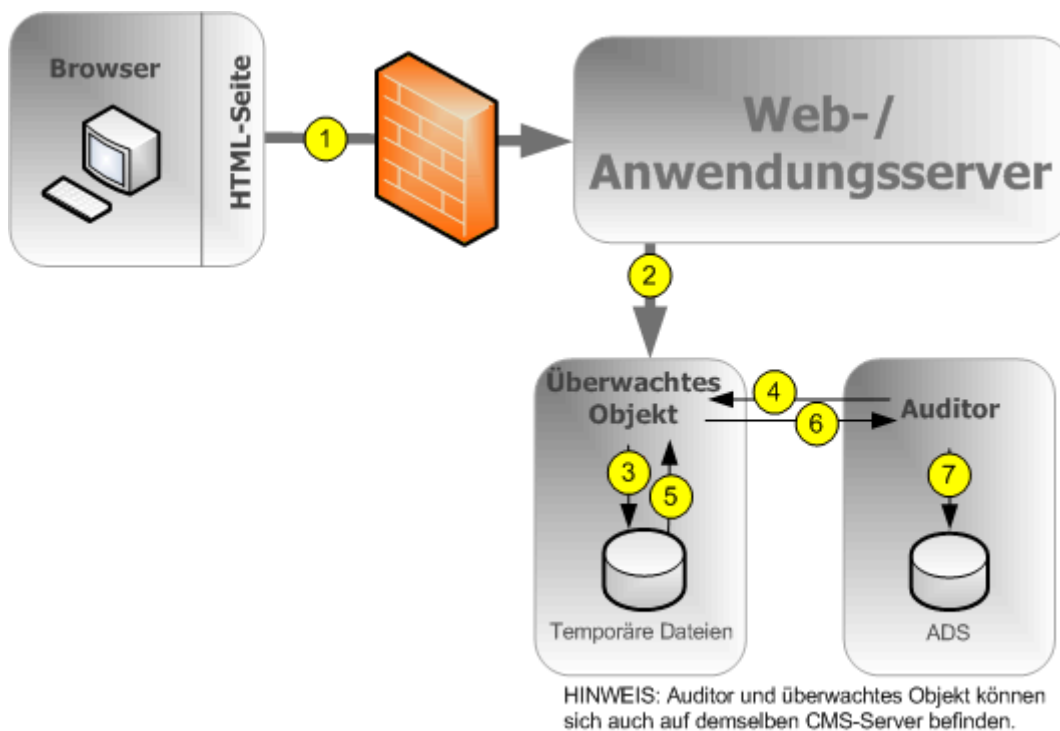 Browser
HTML-Seite
1
Web-/
Anwendungsserver
2
Überwachtes
Objekt
4
6
Auditor
3
5
7
Temporäre Dateien
ADS
HINWEIS: Auditor und überwachtes Objekt können
sich auch auf demselben CMS-Server befinden.